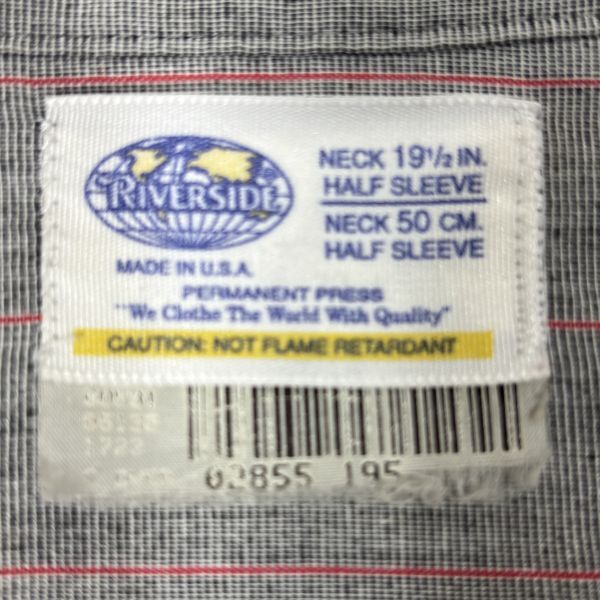 RIVERSIDE
MADE IN U.S.A.
NECK 19½ IN.
HALF SLEEVE
NECK 50 CM.
HALF SLEEVE
PERMANENT PRESS
"We Clothe The World With Quality"
CAUTION: NOT FLAME RETARDANT
1723
02855 195